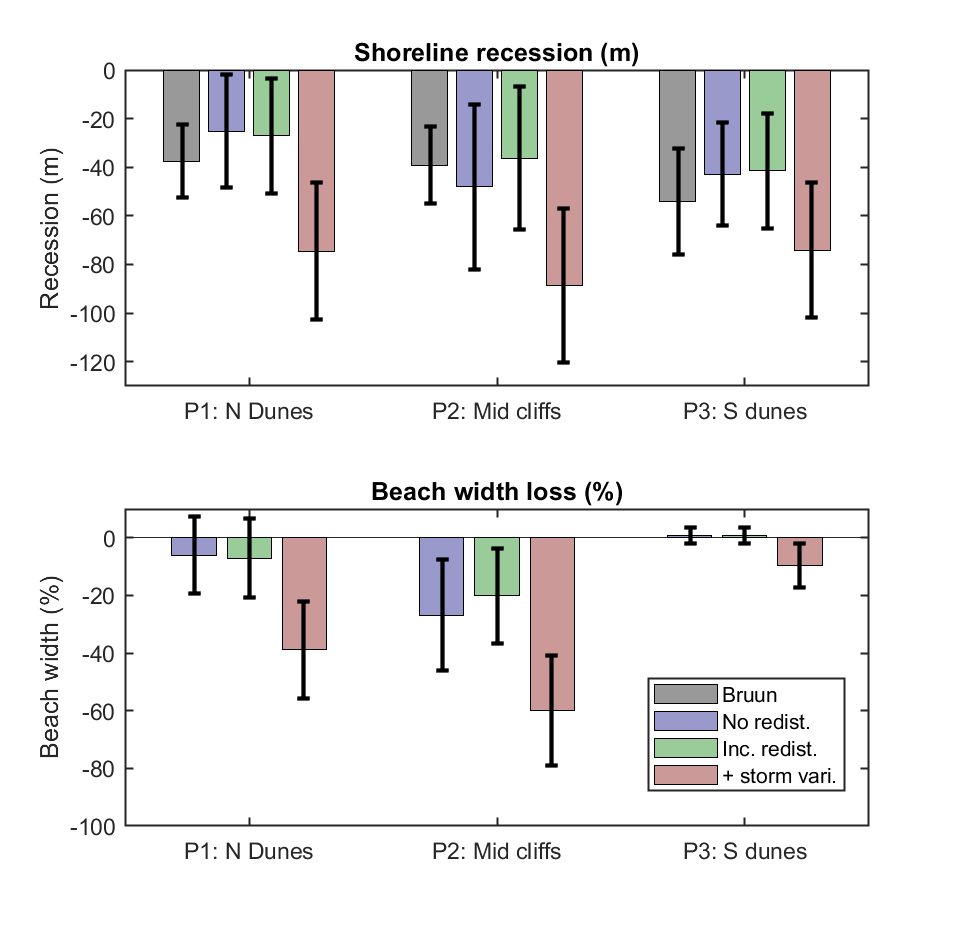 Shoreline recession (m)
0
-20
-40
-60
-80
-100
-120
Recession (m)
P1: N Dunes
P2: Mid cliffs
P3: S dunes
Beach width loss (%)
0
-20
-40
-60
-80
-100
Beach width (%)
Bruun
No redist.
Inc. redist.
+ storm vari.
P1: N Dunes
P2: Mid cliffs
P3: S dunes